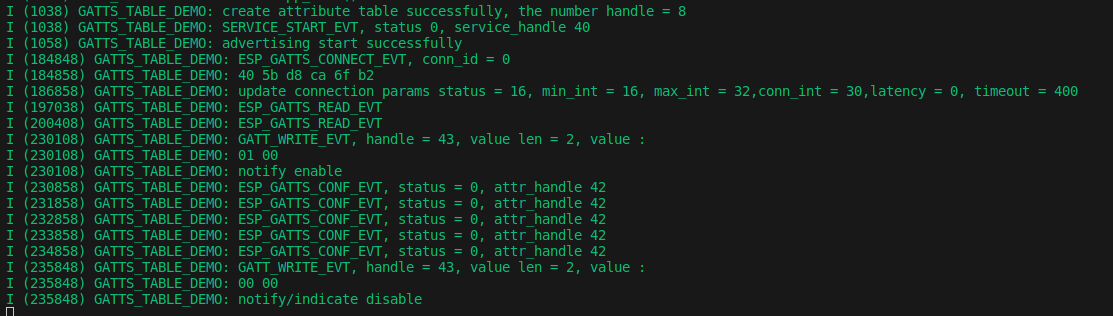 I (1038) GATTS_TABLE_DEMO: create attribute table successfully, the number handle = 8
I (1038) GATTS_TABLE_DEMO: SERVICE_START_EVT, status 0, service_handle 40
I (1058) GATTS_TABLE_DEMO: advertising start successfully
I (184848) GATTS_TABLE_DEMO: ESP_GATTS_CONNECT_EVT, conn_id = 0
I (184858) GATTS_TABLE_DEMO: 40 5b d8 ca 6f b2
I (186858) GATTS_TABLE_DEMO: update connection params status = 16, min_int = 16, max_int = 32,conn_int = 30,latency = 0, timeout = 400
I (197038) GATTS_TABLE_DEMO: ESP_GATTS_READ_EVT
I (200408) GATTS_TABLE_DEMO: ESP_GATTS_READ_EVT
I (230108) GATTS_TABLE_DEMO: GATT_WRITE_EVT, handle = 43, value len = 2, value :
I (230108) GATTS_TABLE_DEMO: 01 00
I (230108) GATTS_TABLE_DEMO: notify enable
I (230858) GATTS_TABLE_DEMO: ESP_GATTS_CONF_EVT, status = 0, attr_handle 42
I (231858) GATTS_TABLE_DEMO: ESP_GATTS_CONF_EVT, status = 0, attr_handle 42
I (232858) GATTS_TABLE_DEMO: ESP_GATTS_CONF_EVT, status = 0, attr_handle 42
I (233858) GATTS_TABLE_DEMO: ESP_GATTS_CONF_EVT, status = 0, attr_handle 42
I (234858) GATTS_TABLE_DEMO: ESP_GATTS_CONF_EVT, status = 0, attr_handle 42
I (235848) GATTS_TABLE_DEMO: GATT_WRITE_EVT, handle = 43, value len = 2, value :
I (235848) GATTS_TABLE_DEMO: 00 00
I (235848) GATTS_TABLE_DEMO: notify/indicate disable